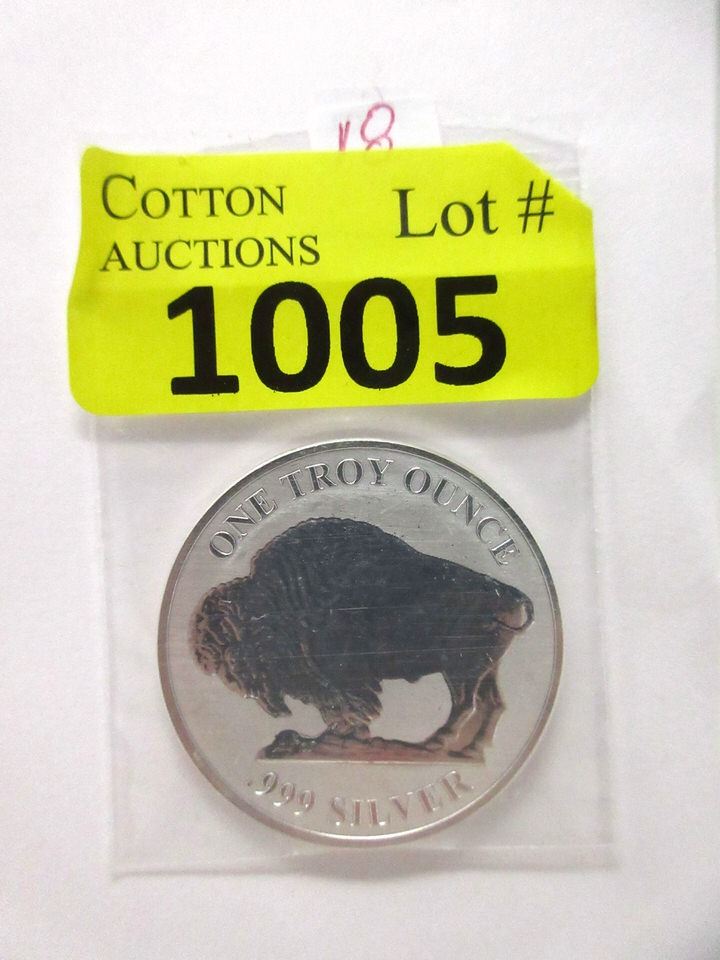 18
COTTON
AUCTIONS
Lot #
1005
ONE TROY OUNCE
.999 SILVER